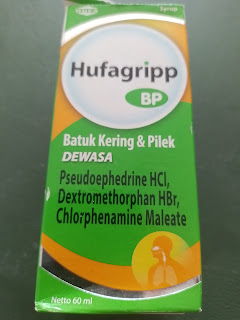 Syrup
Hufagripp
BP
Batuk Kering & Pilek
DEWASA
Pseudoephedrine HCl,
Dextromethorphan HBr,
Chlorphenamine Maleate
Netto 60 ml